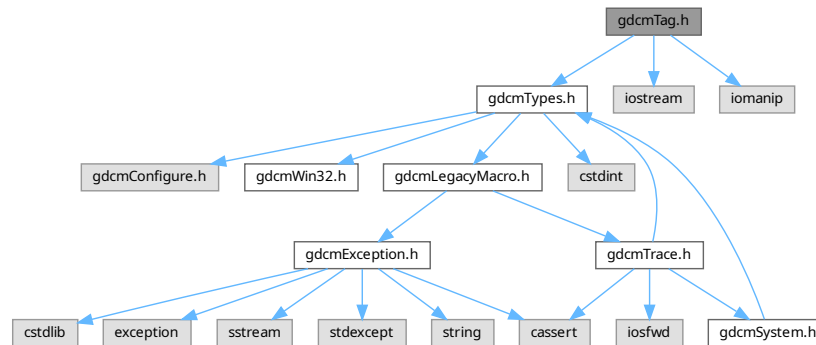 gdcmTag.h
gdcmTypes.h
iostream
iomanip
gdcmConfigure.h
gdcmWin32.h
gdcmLegacyMacro.h
cstdint
gdcmException.h
gdcmTrace.h
cstdlib
exception
sstream
stdexcept
string
cassert
iosfwd
gdcmSystem.h